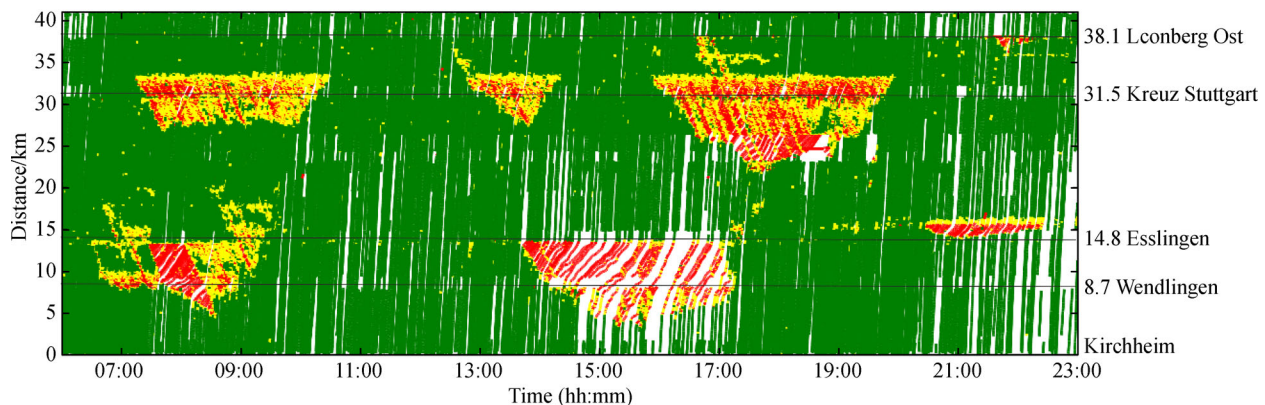 40
35
30
25
20
15
10
5
0
Distance/km
38.1 Lconberg Ost
31.5 Kreuz Stuttgart
14.8 Esslingen
8.7 Wendlingen
Kirchheim
07:00 09:00 11:00 13:00 15:00 17:00 19:00 21:00 23:00
Time (hh:mm)